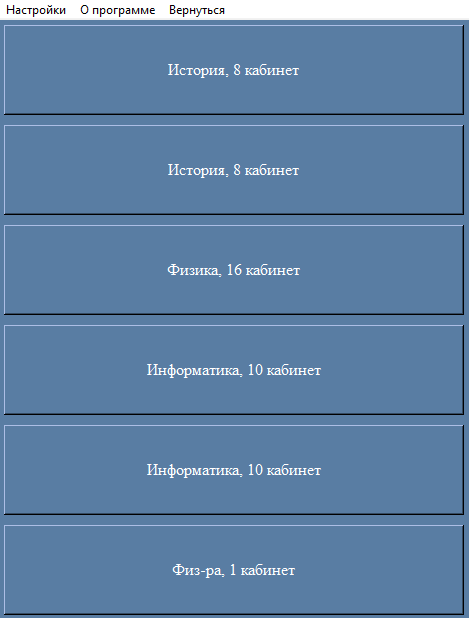 Настройки О программе Вернуться
История, 8 кабинет
История, 8 кабинет
Физика, 16 кабинет
Информатика, 10 кабинет
Информатика, 10 кабинет
Физ-ра, 1 кабинет